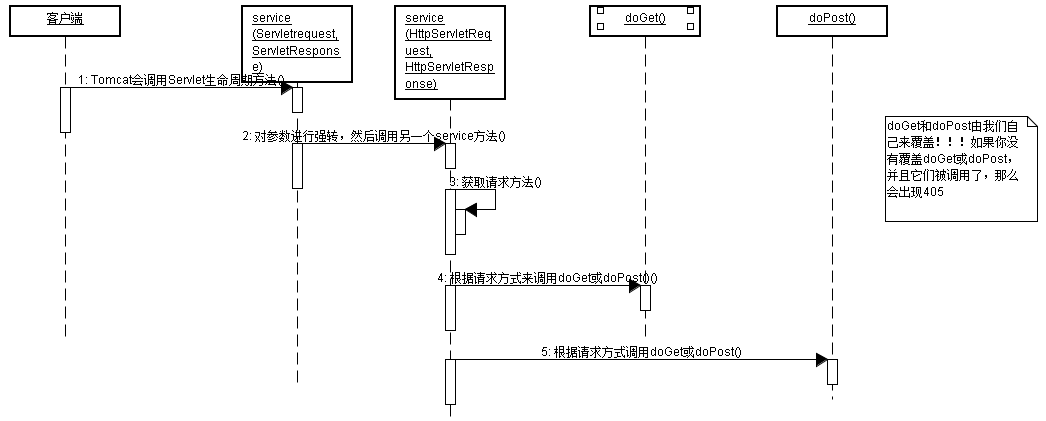 客户端
service
(Servletrequest,
ServletRespons
e)
service
(HttpServletReq
uest,
HttpServletResp
onse)
doGet()
doPost()
1: Tomcat会调用Servlet生命周期方法()
2: 对参数进行强转，然后调用另一个service方法()
3: 获取请求方法()
4: 根据请求方式来调用doGet或doPost()()
5: 根据请求方式调用doGet或doPost()
doGet和doPost由我们自
己来覆盖！！！如果你没
有覆盖doGet或doPost，
并且它们被调用了，那么
会出现405